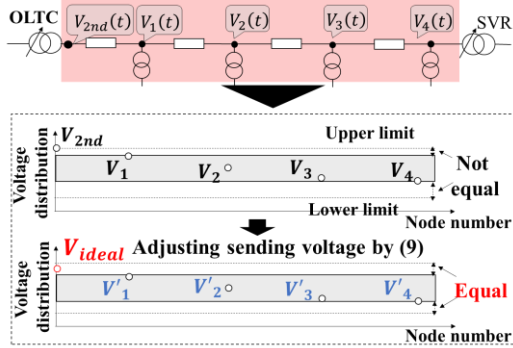 OLTC
V2nd(t)
V1(t)
V2(t)
V3(t)
V4(t)
SVR
Voltage
distribution
V2nd
Upper limit
V1
V2
V3
V4
Not
equal
Lower limit
Node number
Voltage
distribution
Videal
Adjusting sending voltage by (9)
V'1
V'2
V'3
V'4
Equal
Node number